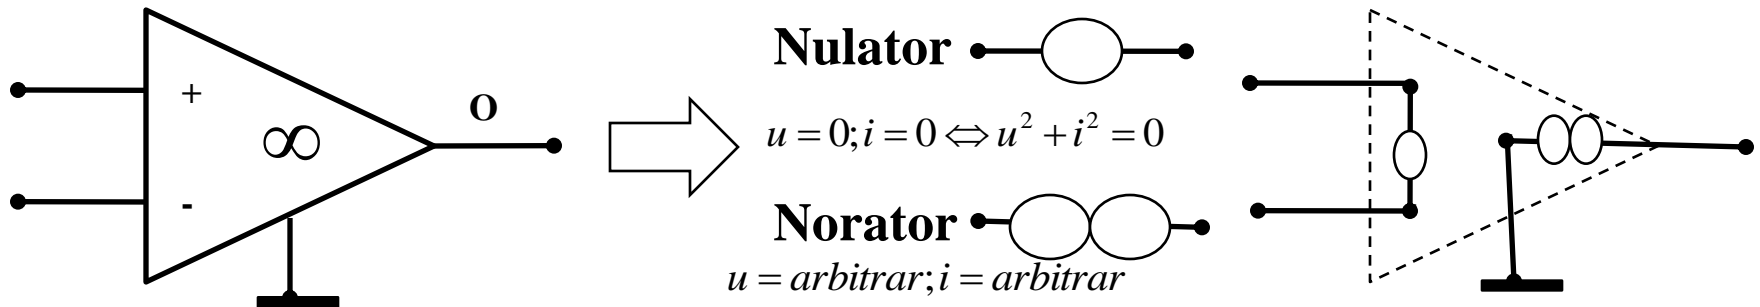 +
∞
-
O
Nulator
u = 0; i = 0 ⇔ u² + i² = 0
Norator
u = arbitrar; i = arbitrar